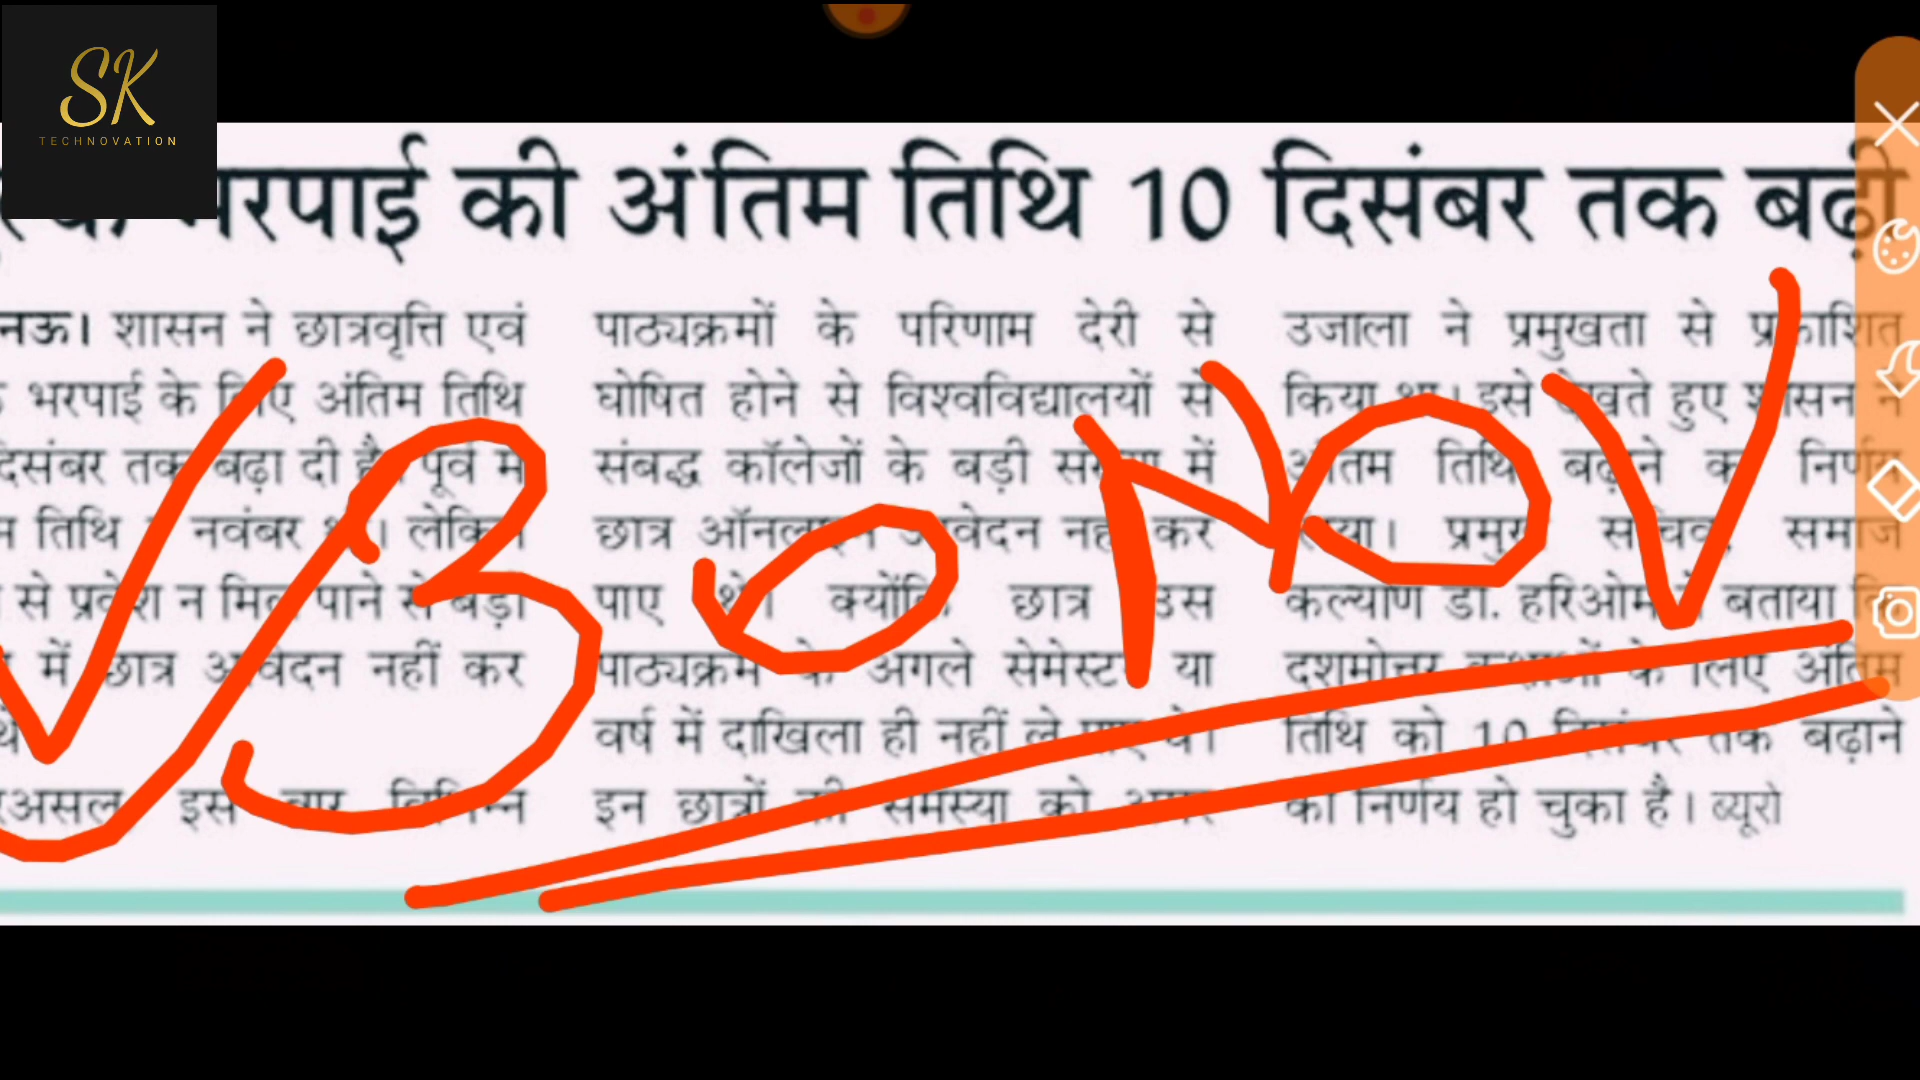 SK
TECHNOVATION
भरपाई की अंतिम तिथि 10 दिसंबर तक बढ़ी
नऊ। शासन ने छात्रवृत्ति एवं
भरपाई के लिए अंतिम तिथि
दिसंबर तक बढ़ा दी है। पूर्व में
तिथि नवंबर थी। लेकिन
से प्रवेश न मिल पाने से बड़ी
में छात्र आवेदन नहीं कर
थे
रअसल इस बार विभिन्न
पाठ्यक्रमों के परिणाम देरी से
घोषित होने से विश्वविद्यालयों से
संबद्ध कॉलेजों के बड़ी संख्या में
छात्र ऑनलाइन आवेदन नहीं कर
पाए थे। क्योंकि छात्र उस
पाठ्यक्रम के अगले सेमेस्टर या
वर्ष में दाखिला ही नहीं ले पाए थे।
इन छात्रों की समस्या को अमर
उजाला ने प्रमुखता से प्रकाशित
किया था। इसे देखते हुए शासन ने
अंतिम तिथि बढ़ाने का निर्णय
लिया। प्रमुख सचिव, समाज
कल्याण डॉ. हरिओम ने बताया कि
दशमोत्तर कक्षाओं के लिए अंतिम
तिथि को 10 दिसंबर तक बढ़ाने
का निर्णय हो चुका है। ब्यूरो
30 NOV